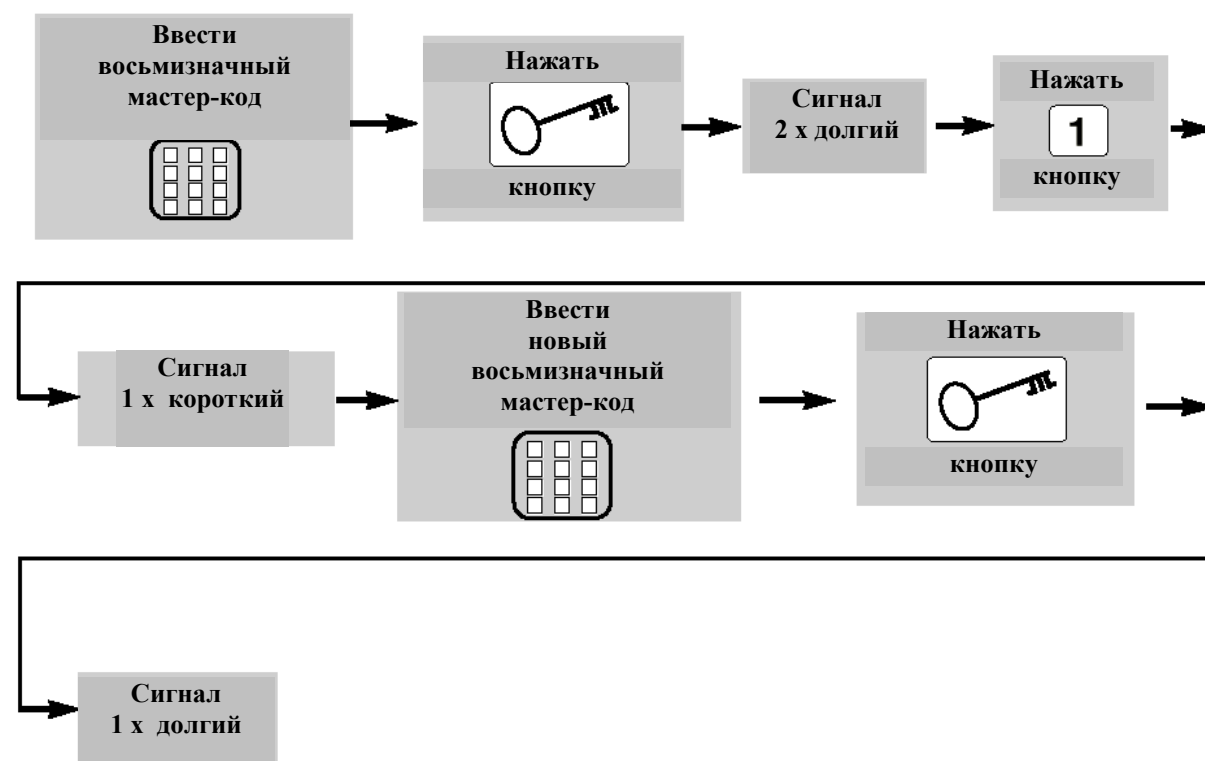 Ввести
восьмизначный
мастер-код
Нажать
кнопку
Сигнал
2 x долгий
Нажать
1
кнопку
Сигнал
1 x короткий
Ввести
новый
восьмизначный
мастер-код
Нажать
кнопку
Сигнал
1 x долгий